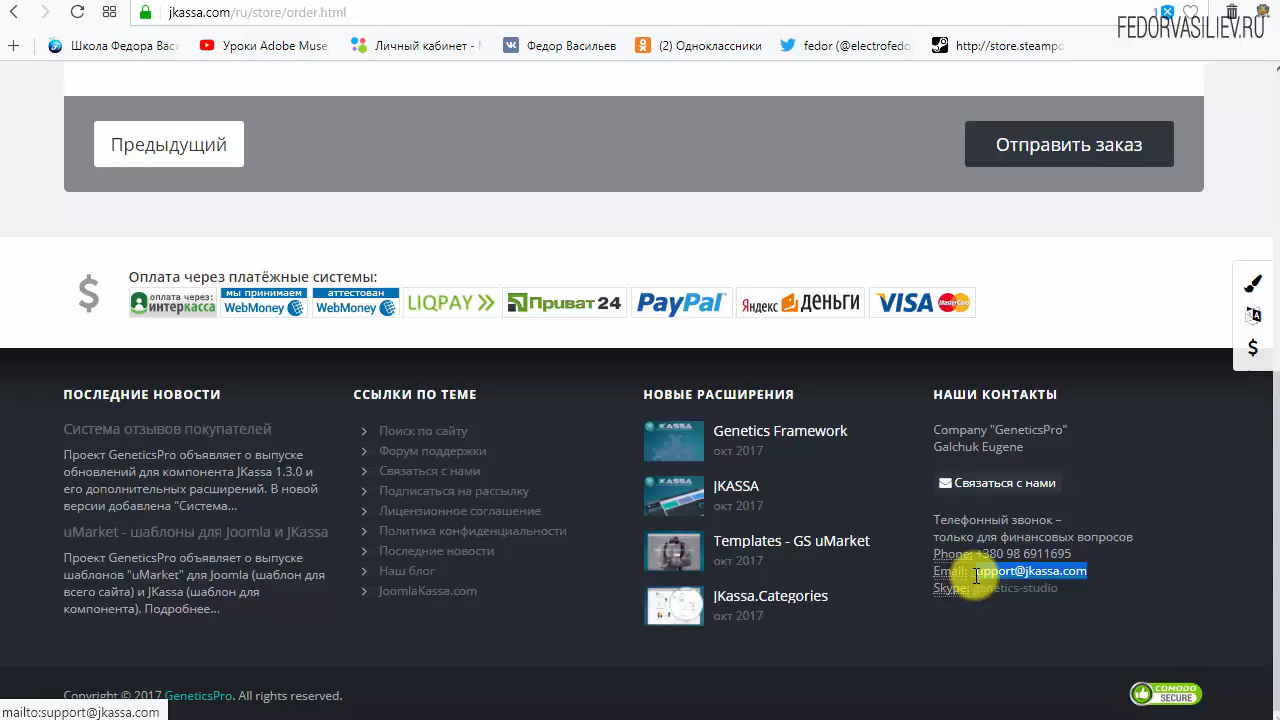 jkassa.com/ru/store/order.html
FEDORVASILIEV.RU
Школа Федора Вас
Уроки Adobe Muse,
Личный кабинет -
Федор Васильев
(2) Одноклассники
fedor (@electrofedo
http://store.steampo
Предыдущий
Отправить заказ
Оплата через платёжные системы:
оплата через:
интеркасса
мы принимаем
WebMoney
аттестован
WebMoney
LIQPAY
Приват 24
PayPal
Яндекс деньги
VISA MasterCard
ПОСЛЕДНИЕ НОВОСТИ
Система отзывов покупателей
Проект GeneticsPro объявляет о выпуске
обновлений для компонента JKassa 1.3.0 и
его дополнительных расширений. В новой
версии добавлена "Система...
uMarket - шаблоны для Joomla и JKassa
Проект GeneticsPro объявляет о выпуске
шаблонов "uMarket" для Joomla (шаблон для
всего сайта) и JKassa (шаблон для
компонента). Подробнее...
ССЫЛКИ ПО ТЕМЕ
Поиск по сайту
Форум поддержки
Связаться с нами
Подписаться на рассылку
Лицензионное соглашение
Политика конфиденциальности
Последние новости
Наш блог
JoomlaKassa.com
НОВЫЕ РАСШИРЕНИЯ
Genetics Framework
окт 2017
JKASSA
окт 2017
Templates - GS uMarket
окт 2017
JKassa.Categories
окт 2017
НАШИ КОНТАКТЫ
Company "GeneticsPro"
Galchuk Eugene
Связаться с нами
Телефонный звонок –
только для финансовых вопросов
Phone: +380 98 6911695
Email: support@jkassa.com
Skype: genetics-studio
Copyright © 2017 GeneticsPro. All rights reserved.
COMODO
SECURE
mailto:support@jkassa.com